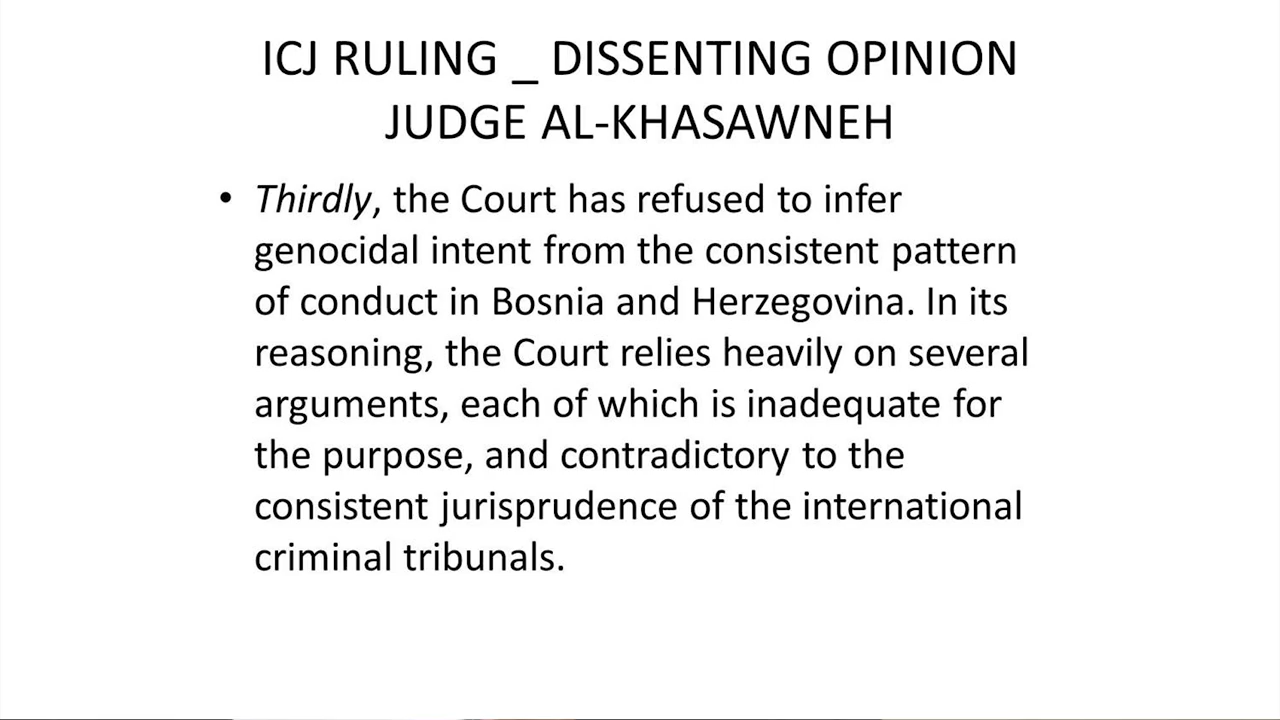 ICJ RULING _ DISSENTING OPINION
JUDGE AL-KHASAWNEH
• Thirdly, the Court has refused to infer
genocidal intent from the consistent pattern
of conduct in Bosnia and Herzegovina. In its
reasoning, the Court relies heavily on several
arguments, each of which is inadequate for
the purpose, and contradictory to the
consistent jurisprudence of the international
criminal tribunals.